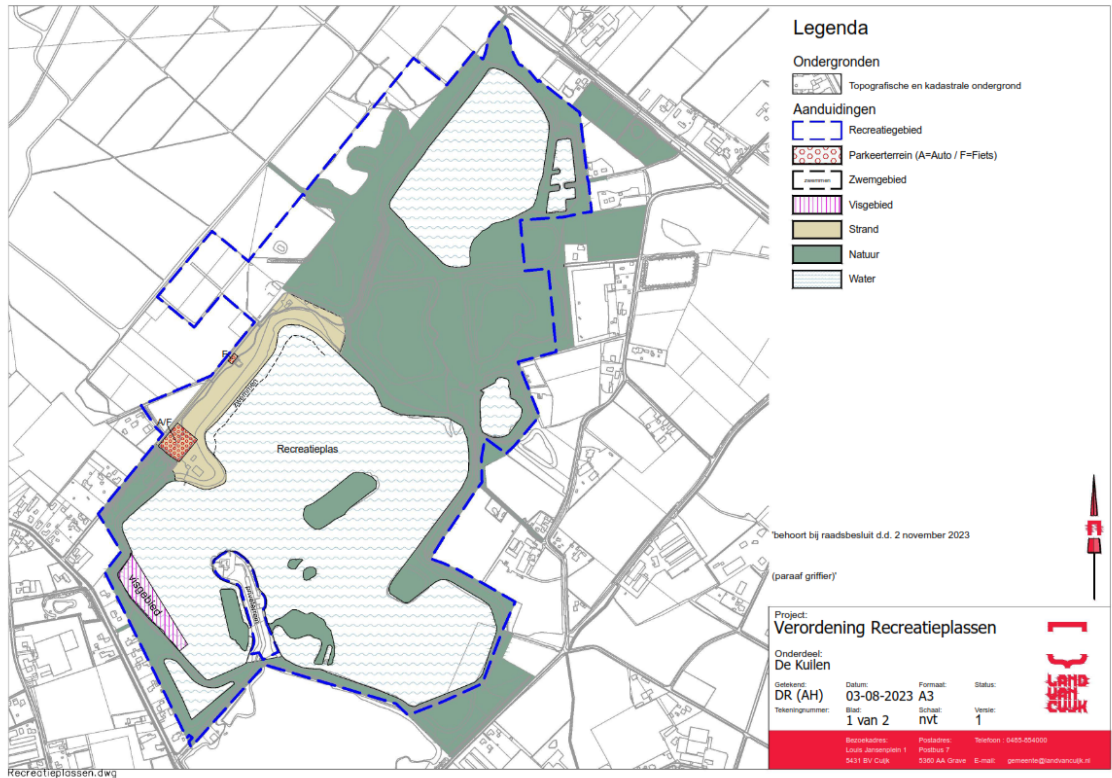 Legenda
Ondergronden
Topografische en kadastrale ondergrond
Aanduidingen
Recreatiegebied
Parkeerterrein (A=Auto / F=Fiets)
zwemmen
Zwemgebied
Visgebied
Strand
Natuur
Water
F
zwemmen
A/F
Recreatieplas
visgebied
'behoort bij raadsbesluit d.d. 2 november 2023
(paraaf griffier)'
Project:
Verordening Recreatieplassen
Onderdeel:
De Kuilen
Getekend: Datum: Formaat: Status:
DR (AH) 03-08-2023 A3
Tekeningnummer: Blad: Schaal: Versie:
1 van 2 nvt 1
LAND
VAN
CUIJK
Bezoekadres: Postadres: Telefoon : 0485-854000
Louis Jansenplein 1 Postbus 7
5431 BV Cuijk 5360 AA Grave E-mail: gemeente@landvancuijk.nl
Recreatieplassen.dwg